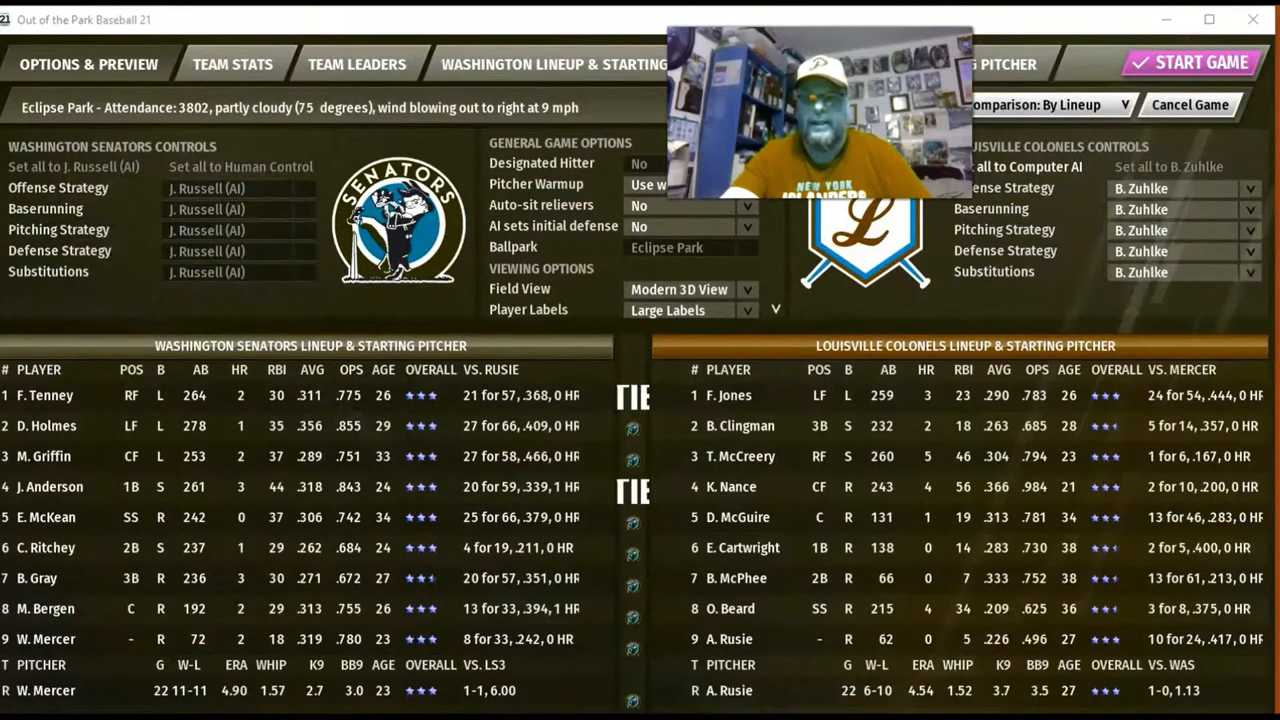 21 Out of the Park Baseball 21
OPTIONS & PREVIEW TEAM STATS TEAM LEADERS WASHINGTON LINEUP & STARTING G PITCHER START GAME
Eclipse Park - Attendance: 3802, partly cloudy (75 degrees), wind blowing out to right at 9 mph
omparison: By Lineup V Cancel Game
WASHINGTON SENATORS CONTROLS
Set all to J. Russell (AI) Set all to Human Control
Offense Strategy J. Russell (AI)
Baserunning J. Russell (AI)
Pitching Strategy J. Russell (AI)
Defense Strategy J. Russell (AI)
Substitutions J. Russell (AI)
SENATORS
GENERAL GAME OPTIONS
Designated Hitter No
Pitcher Warmup Use w
Auto-sit relievers No
AI sets initial defense No
Ballpark Eclipse Park
VIEWING OPTIONS
Field View Modern 3D View
Player Labels Large Labels
P
NEW YORK
ISLANDERS
L
UISVILLE COLONELS CONTROLS
all to Computer AI Set all to B. Zuhlke
ense Strategy B. Zuhlke
Baserunning B. Zuhlke
Pitching Strategy B. Zuhlke
Defense Strategy B. Zuhlke
Substitutions B. Zuhlke
WASHINGTON SENATORS LINEUP & STARTING PITCHER
# PLAYER POS B AB HR RBI AVG OPS AGE OVERALL VS. RUSIE
1 F. Tenney RF L 264 2 30 .311 .775 26 21 for 57, .368, 0 HR
2 D. Holmes LF L 278 1 35 .356 .855 29 27 for 66, .409, 0 HR
3 M. Griffin CF L 253 2 37 .289 .751 33 27 for 58, .466, 0 HR
4 J. Anderson 1B S 261 3 44 .318 .843 24 20 for 59, .339, 1 HR
5 E. McKean SS R 242 0 37 .306 .742 34 25 for 66, .379, 0 HR
6 C. Ritchey 2B S 237 1 29 .262 .684 24 4 for 19, .211, 0 HR
7 B. Gray 3B R 236 3 30 .271 .672 27 20 for 57, .351, 0 HR
8 M. Bergen C R 192 2 29 .313 .755 26 13 for 33, .394, 1 HR
9 W. Mercer - R 72 2 18 .319 .780 23 8 for 33, .242, 0 HR
T PITCHER G W-L ERA WHIP K9 BB9 AGE OVERALL VS. LS3
R W. Mercer 22 11-11 4.90 1.57 2.7 3.0 23 1-1, 6.00
TIE
TIE
LOUISVILLE COLONELS LINEUP & STARTING PITCHER
# PLAYER POS B AB HR RBI AVG OPS AGE OVERALL VS. MERCER
1 F. Jones LF L 259 3 23 .290 .783 26 24 for 54, .444, 0 HR
2 B. Clingman 3B S 232 2 18 .263 .685 28 5 for 14, .357, 0 HR
3 T. McCreery RF S 260 5 46 .304 .794 23 1 for 6, .167, 0 HR
4 K. Nance CF R 243 4 56 .366 .984 21 2 for 10, .200, 0 HR
5 D. McGuire C R 131 1 19 .313 .781 34 13 for 46, .283, 0 HR
6 E. Cartwright 1B R 138 0 14 .283 .730 38 2 for 5, .400, 0 HR
7 B. McPhee 2B R 66 0 7 .333 .752 38 13 for 61, .213, 0 HR
8 O. Beard SS R 215 4 34 .209 .625 36 3 for 8, .375, 0 HR
9 A. Rusie - R 62 0 5 .226 .496 27 10 for 24, .417, 0 HR
T PITCHER G W-L ERA WHIP K9 BB9 AGE OVERALL VS. WAS
R A. Rusie 22 6-10 4.54 1.52 3.7 3.5 27 1-0, 1.13